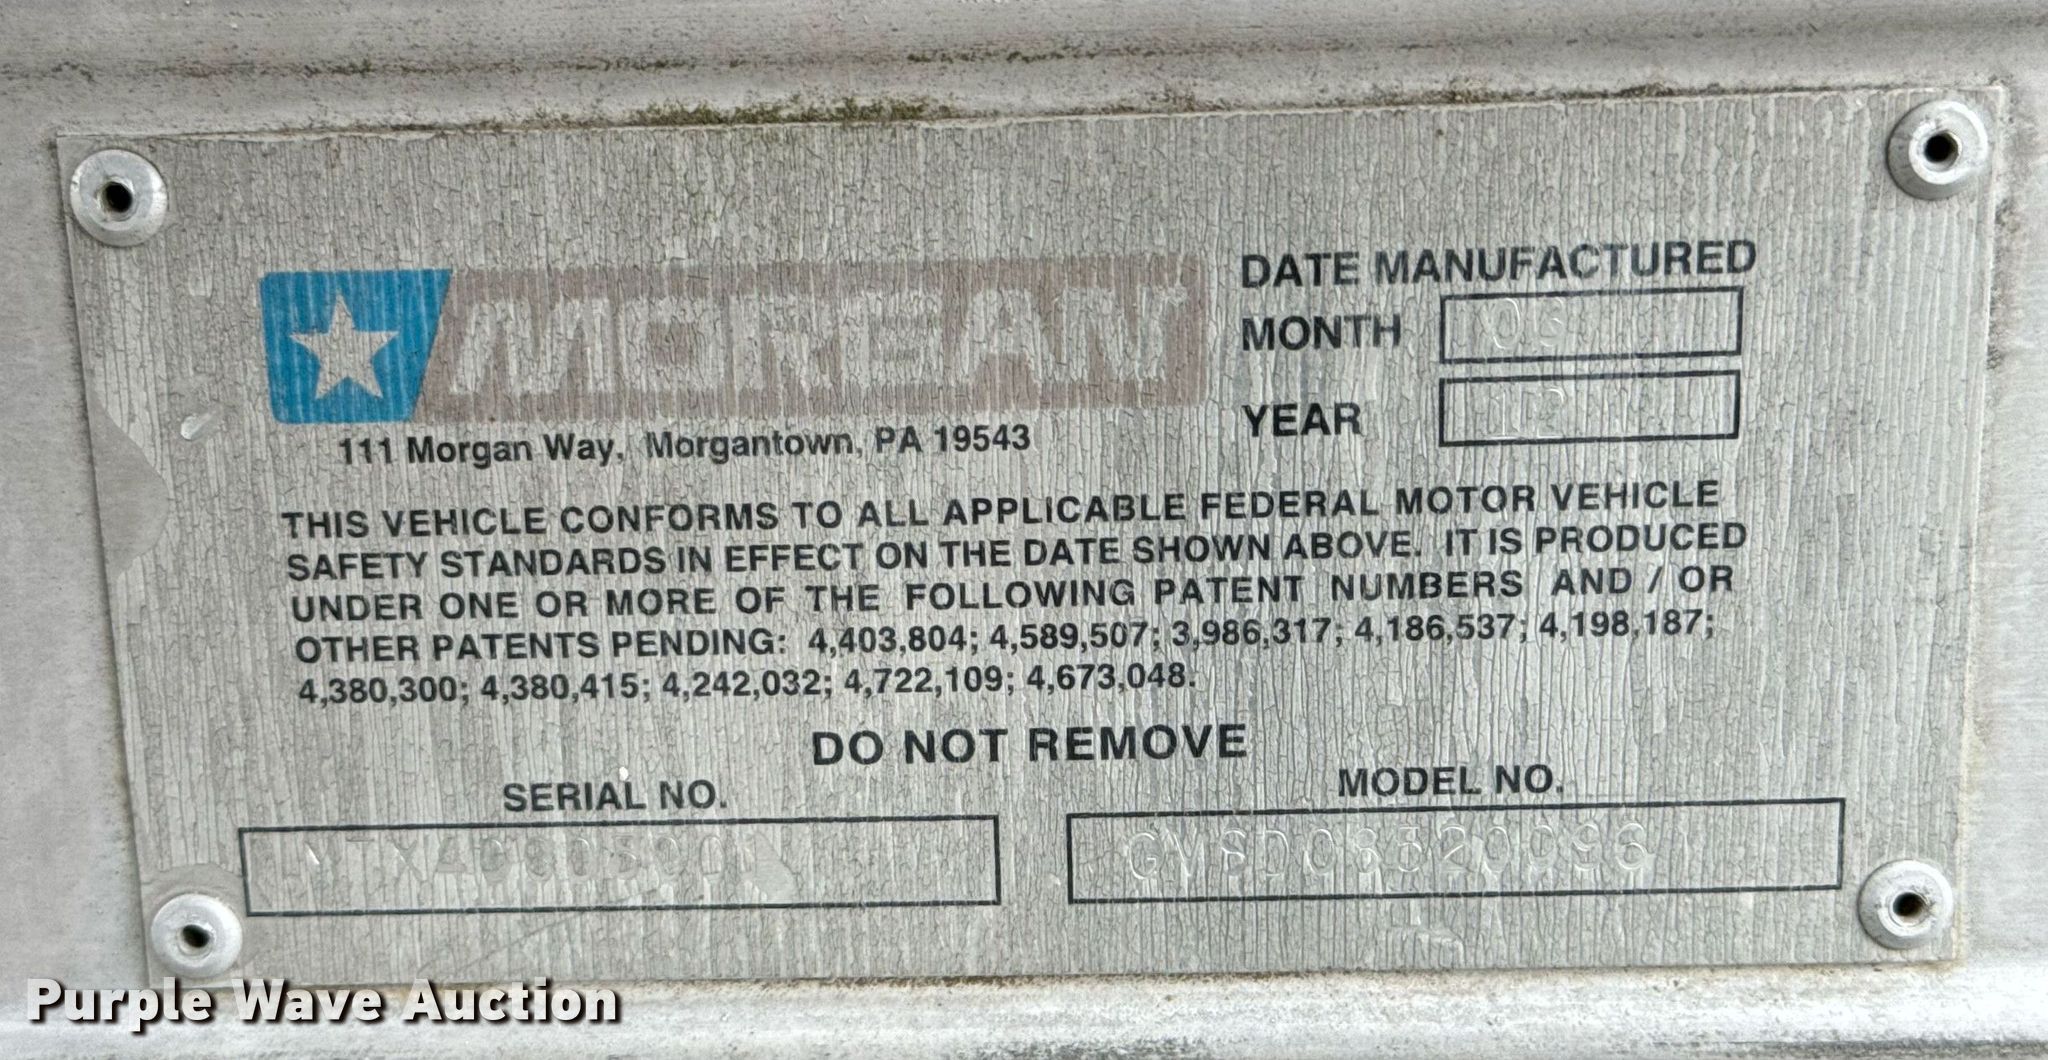 MORGAN
DATE MANUFACTURED
MONTH
YEAR
111 Morgan Way, Morgantown, PA 19543
THIS VEHICLE CONFORMS TO ALL APPLICABLE FEDERAL MOTOR VEHICLE
SAFETY STANDARDS IN EFFECT ON THE DATE SHOWN ABOVE. IT IS PRODUCED
UNDER ONE OR MORE OF THE FOLLOWING PATENT NUMBERS AND / OR
OTHER PATENTS PENDING: 4,403,804; 4,589,507; 3,986,317; 4,186,537; 4,198,187;
4,380,300; 4,380,415; 4,242,032; 4,722,109; 4,673,048.
DO NOT REMOVE
SERIAL NO.
MODEL NO.
Purple Wave Auction